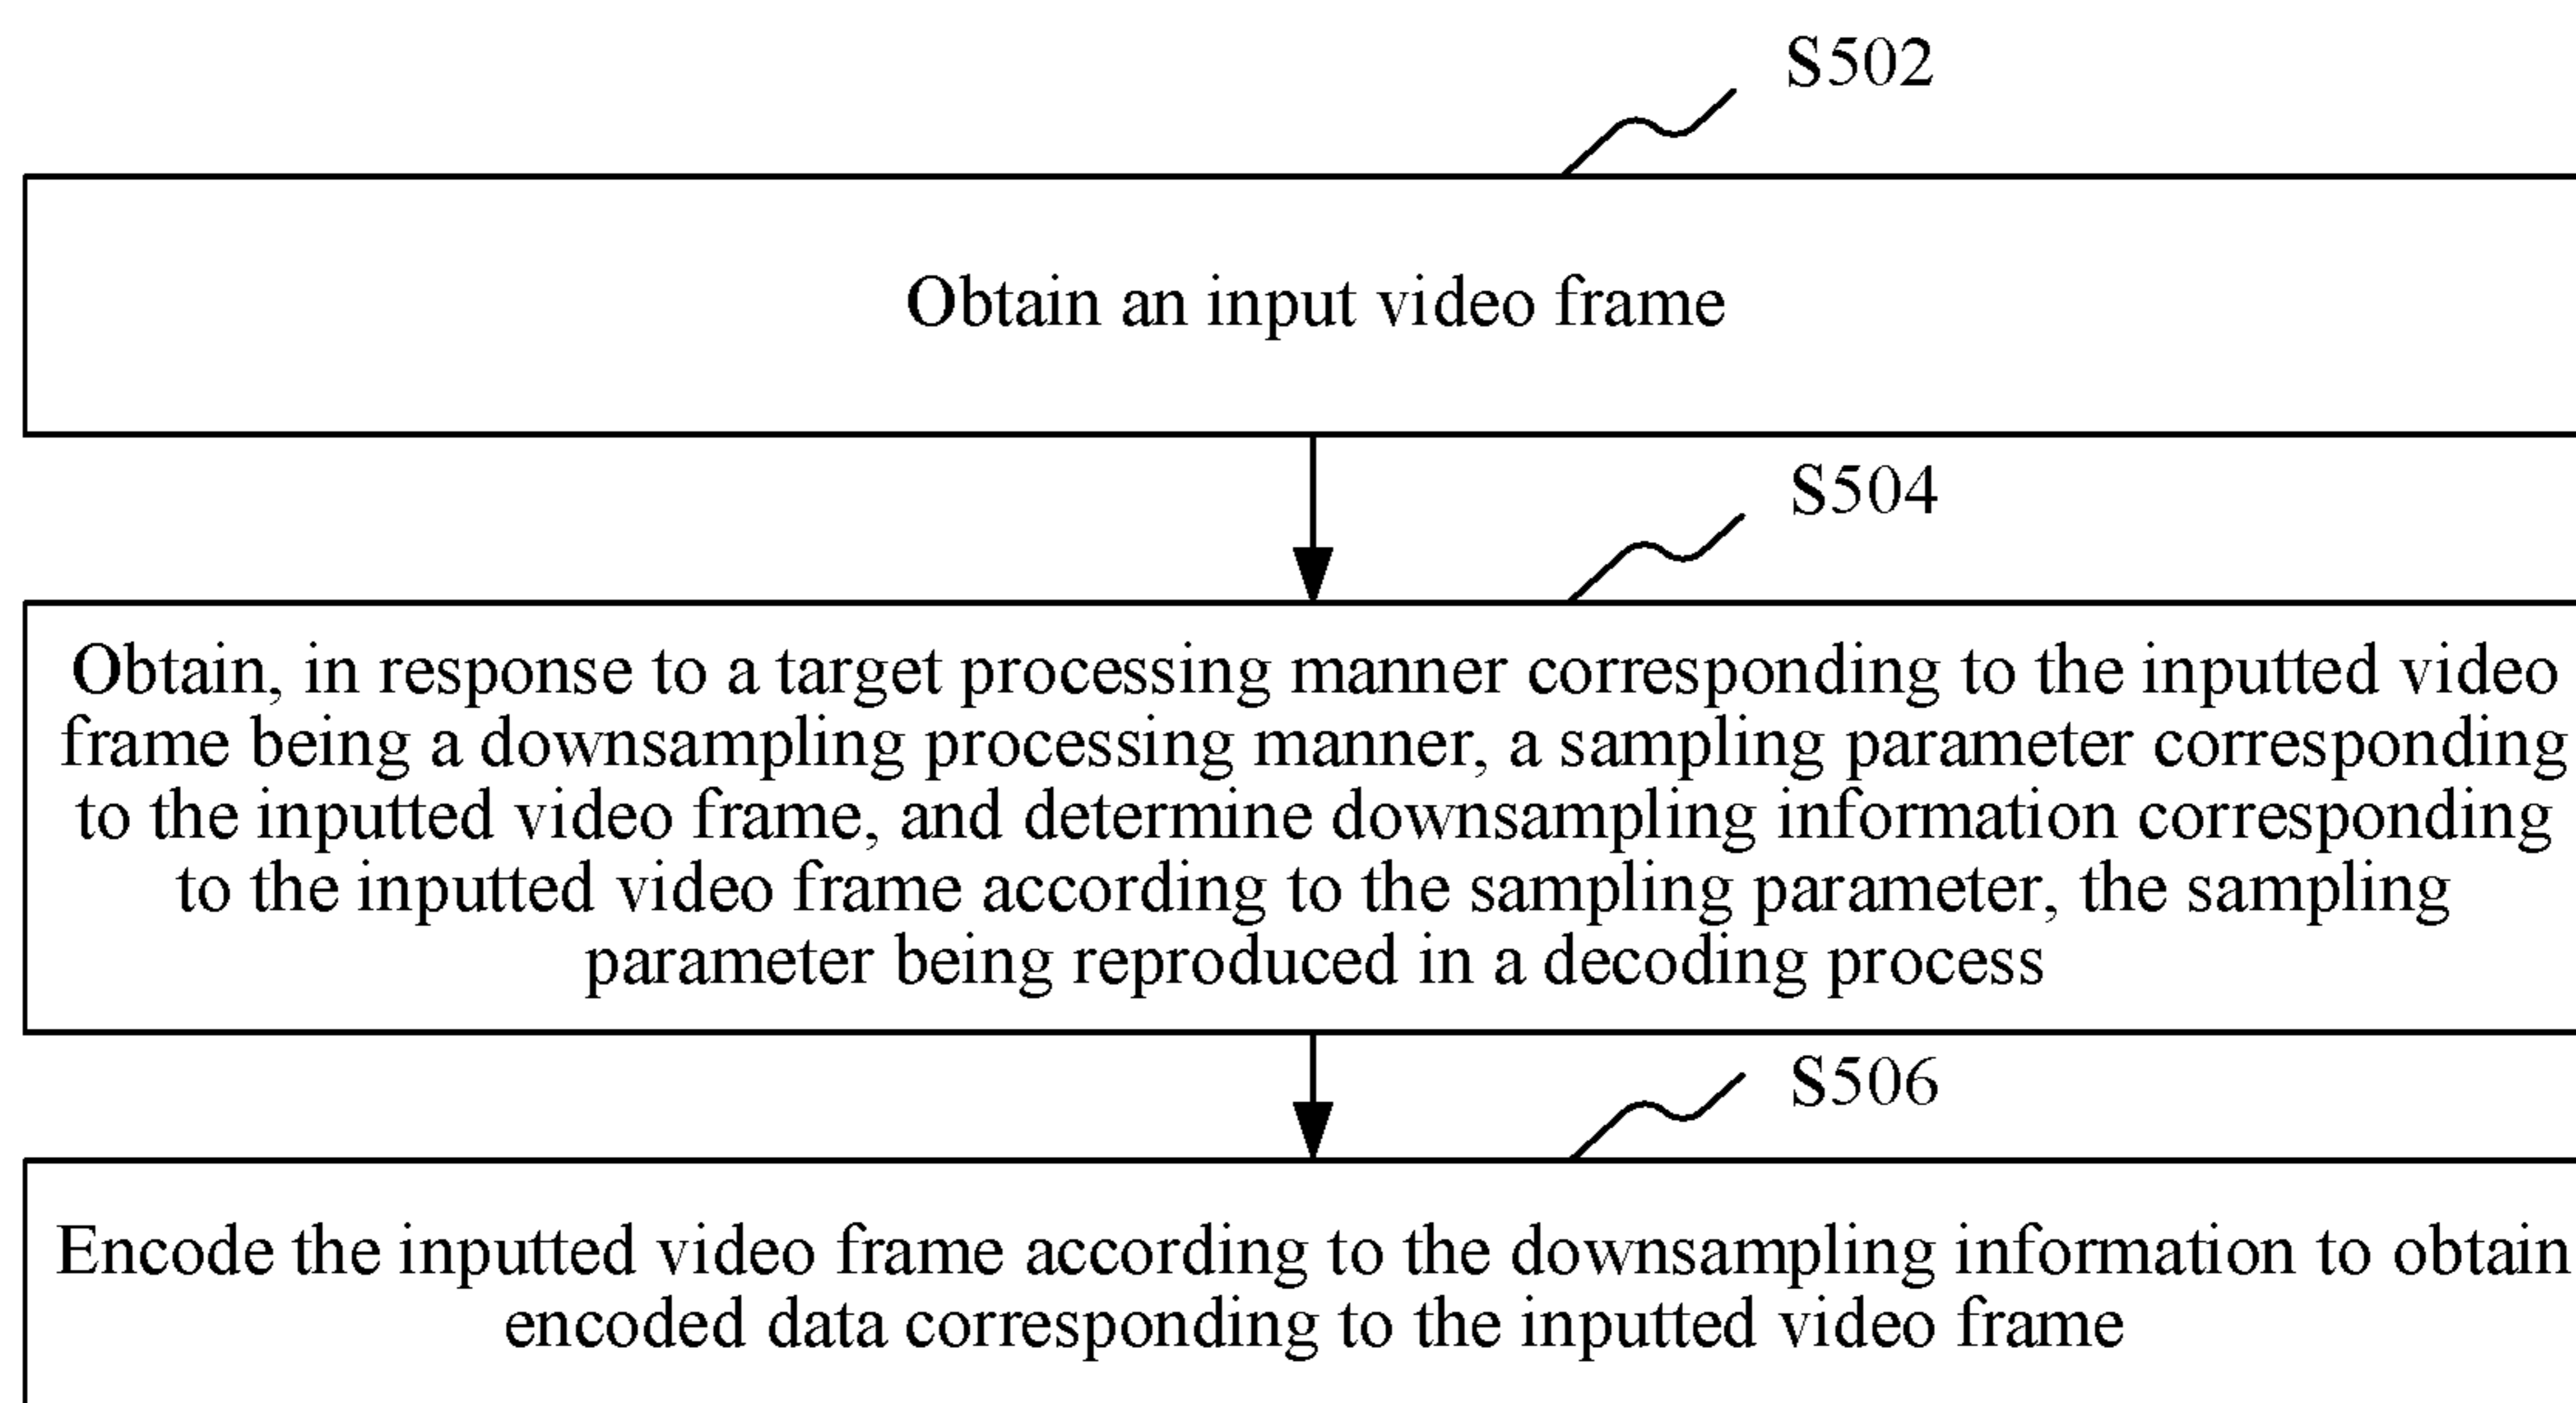 S502
Obtain an input video frame
S504
Obtain, in response to a target processing manner corresponding to the inputted video
frame being a downsampling processing manner, a sampling parameter corresponding
to the inputted video frame, and determine downsampling information corresponding
to the inputted video frame according to the sampling parameter, the sampling
parameter being reproduced in a decoding process
S506
Encode the inputted video frame according to the downsampling information to obtain
encoded data corresponding to the inputted video frame